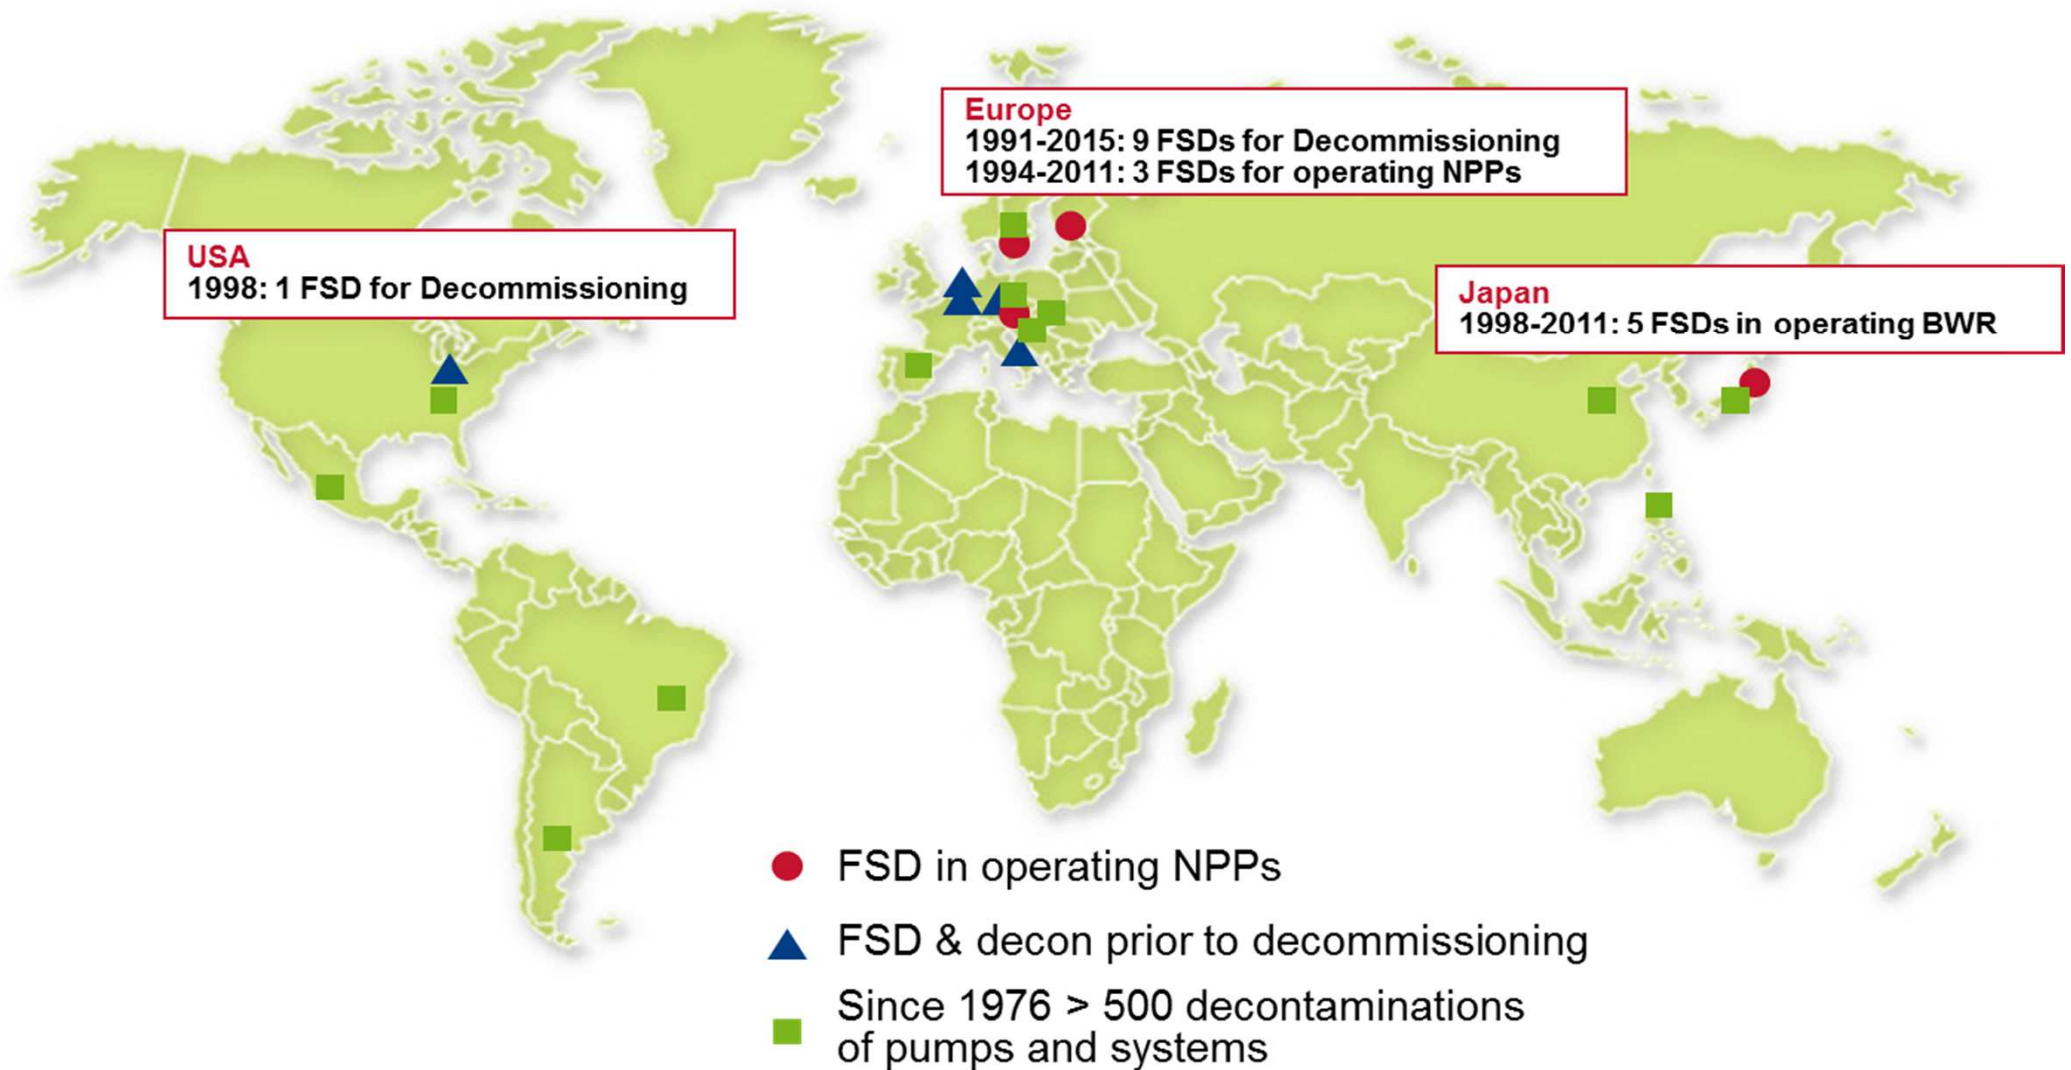 Europe
1991-2015: 9 FSDs for Decommissioning
1994-2011: 3 FSDs for operating NPPs
USA
1998: 1 FSD for Decommissioning
Japan
1998-2011: 5 FSDs in operating BWR
FSD in operating NPPs
FSD & decon prior to decommissioning
Since 1976 > 500 decontaminations
of pumps and systems